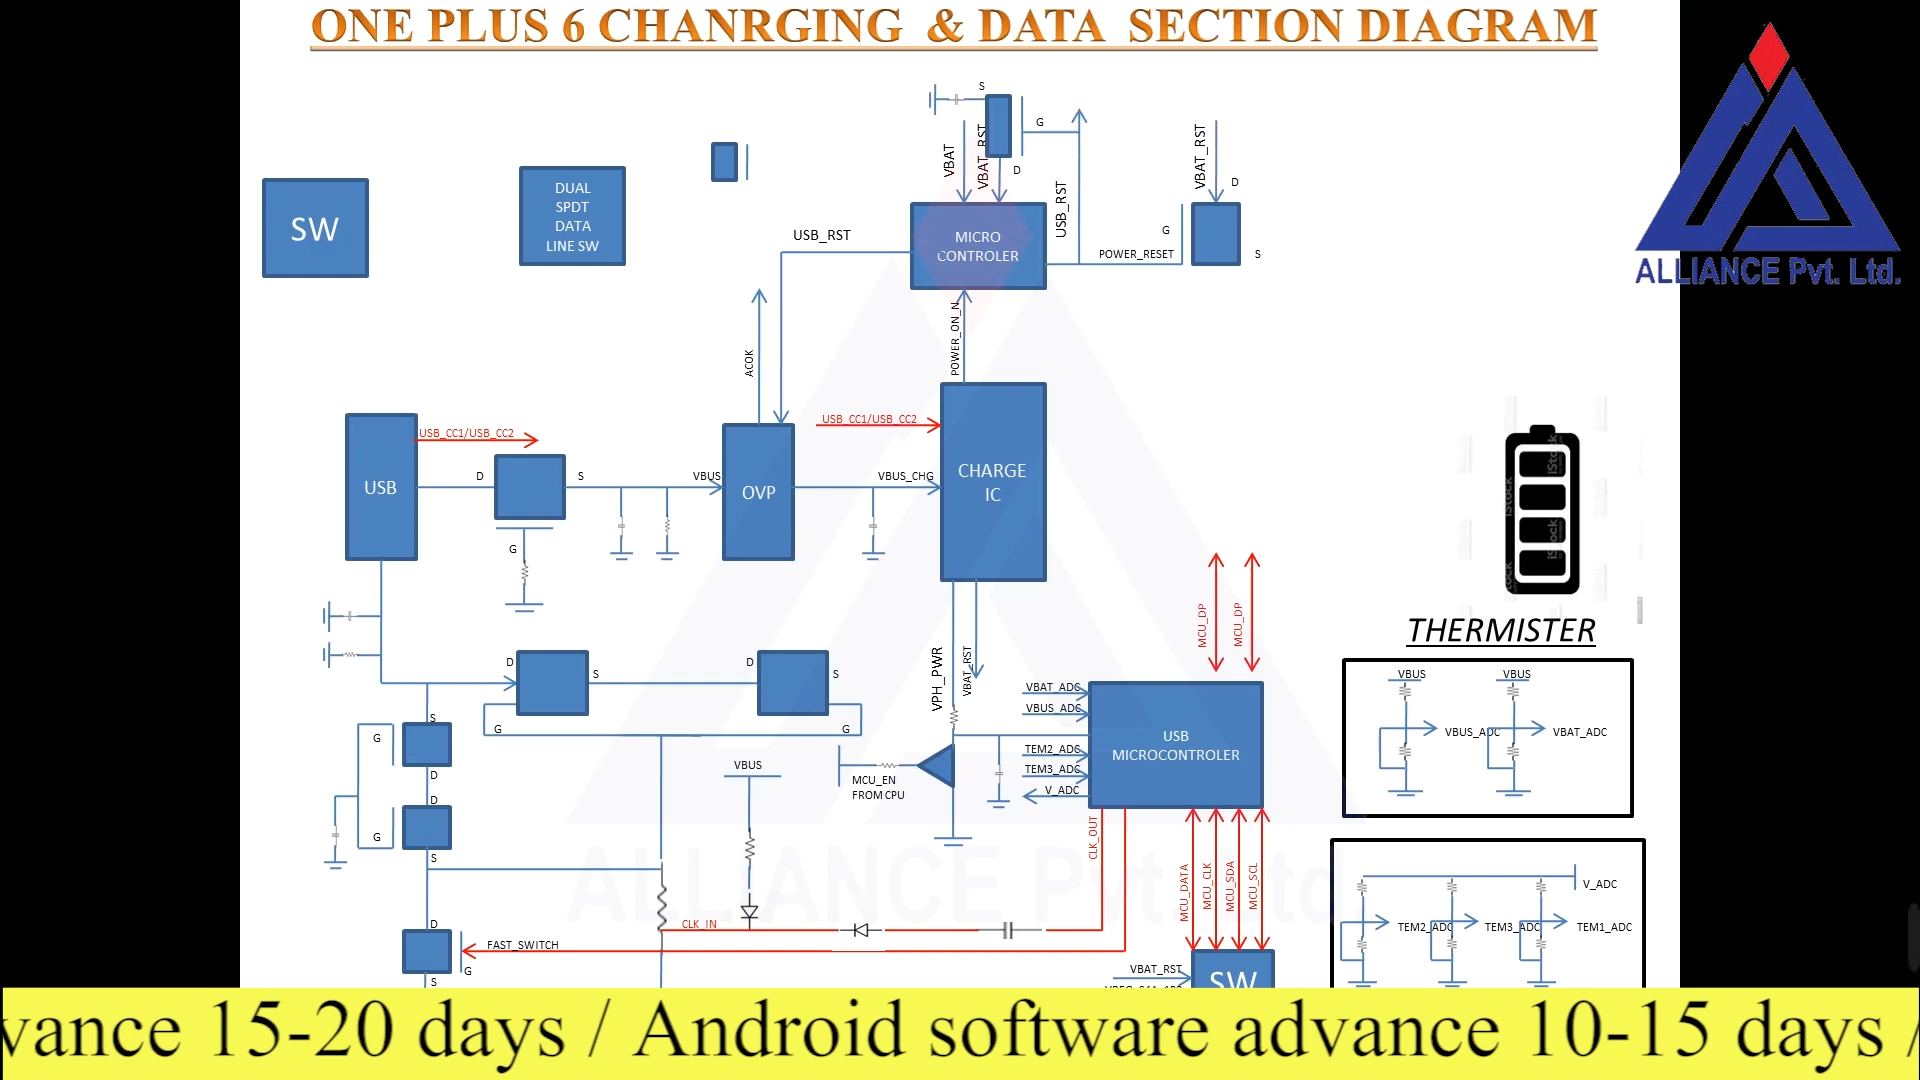 ONE PLUS 6 CHANRGING & DATA SECTION DIAGRAM
ALLIANCE Pvt. Ltd.
S
G
VBAT
VBAT_RST
D
USB_RST
VBAT_RST
D
G
S
SW
DUAL
SPDT
DATA
LINE SW
USB_RST
MICRO
CONTROLER
POWER_RESET
ACOK
POWER_ON_N
USB_CC1/USB_CC2
USB_CC1/USB_CC2
USB
D
S
G
VBUS
OVP
VBUS_CHG
CHARGE
IC
MCU_DP
MCU_DP
THERMISTER
VBUS
VBUS
VBUS_ADC
VBAT_ADC
D
S
D
S
G
G
VPH_PWR
VBAT_RST
VBAT_ADC
VBUS_ADC
TEM2_ADC
TEM3_ADC
V_ADC
USB
MICROCONTROLER
S
G
D
D
G
S
VBUS
MCU_EN
FROM CPU
CLK_OUT
MCU_DATA
MCU_CLK
MCU_SDA
MCU_SCL
V_ADC
TEM2_ADC
TEM3_ADC
TEM1_ADC
D
CLK_IN
FAST_SWITCH
G
S
VBAT_RST
SW
ALLIANCE Pvt. Ltd
vance 15-20 days / Android software advance 10-15 days /